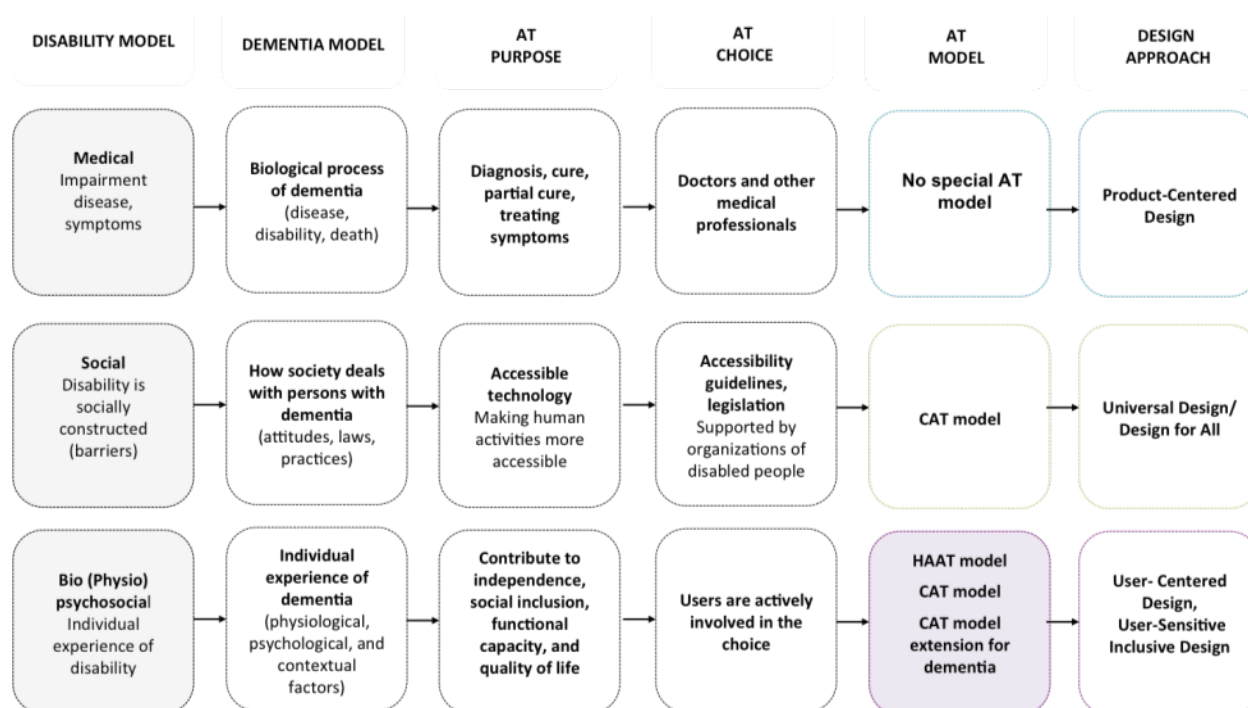 DISABILITY MODEL
DEMENTIA MODEL
AT
PURPOSE
AT
CHOICE
AT
MODEL
DESIGN
APPROACH
Medical
Impairment
disease,
symptoms
Biological process
of dementia
(disease,
disability, death)
Diagnosis, cure,
partial cure,
treating
symptoms
Doctors and other
medical
professionals
No special AT
model
Product-Centered
Design
Social
Disability is
socially
constructed
(barriers)
How society deals
with persons with
dementia
(attitudes, laws,
practices)
Accessible
technology
Making human
activities more
accessible
Accessibility
guidelines,
legislation
Supported by
organizations of
disabled people
CAT model
Universal Design/
Design for All
Bio (Physio)
psychosocial
Individual
experience of
disability
Individual
experience of
dementia
(physiological,
psychological, and
contextual
factors)
Contribute to
independence,
social inclusion,
functional
capacity, and
quality of life
Users are actively
involved in the
choice
HAAT model
CAT model
CAT model
extension for
dementia
User- Centered
Design,
User-Sensitive
Inclusive Design